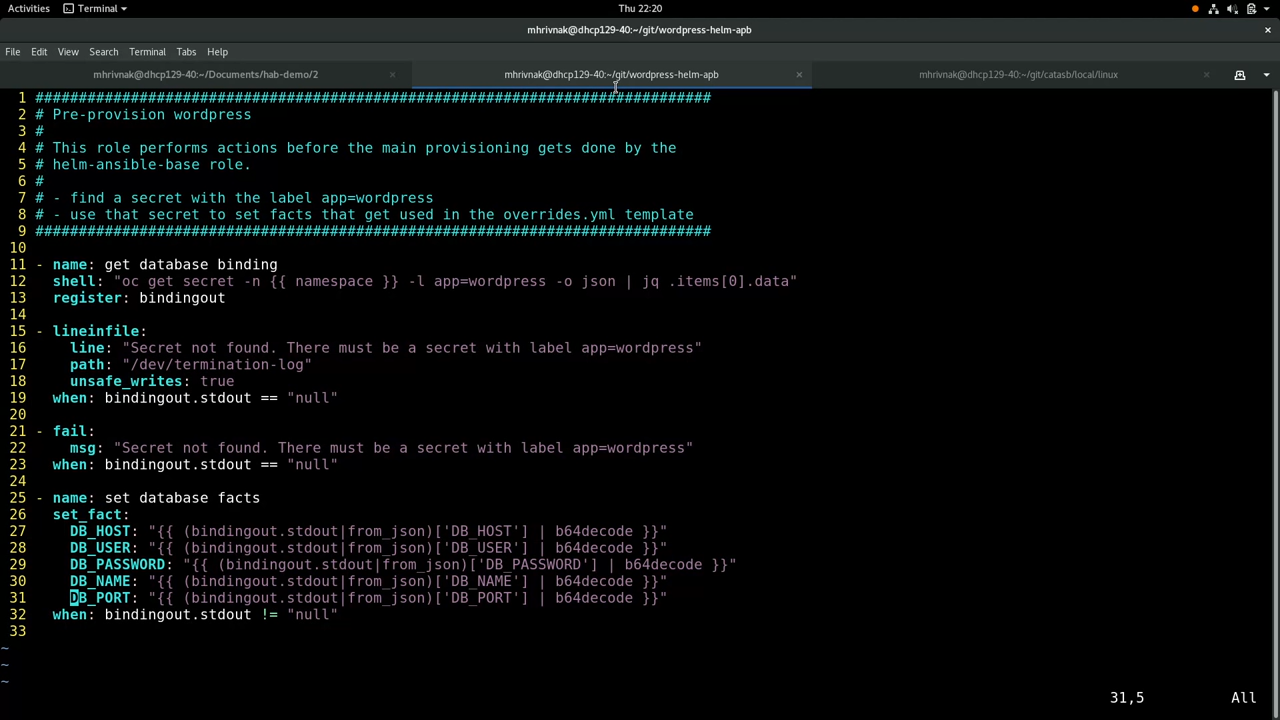 Activities Terminal Thu 22:20
mhrivnak@dhcp129-40:~/git/wordpress-helm-apb
File Edit View Search Terminal Tabs Help
mhrivnak@dhcp129-40:~/Documents/hab-demo/2 mhrivnak@dhcp129-40:~/git/wordpress-helm-apb mhrivnak@dhcp129-40:~/git/catasb/local/linux
1 ##############################################################################
2 # Pre-provision wordpress
3 #
4 # This role performs actions before the main provisioning gets done by the
5 # helm-ansible-base role.
6 #
7 # - find a secret with the label app=wordpress
8 # - use that secret to set facts that get used in the overrides.yml template
9 ##############################################################################
10
11 - name: get database binding
12   shell: "oc get secret -n {{ namespace }} -l app=wordpress -o json | jq .items[0].data"
13   register: bindingout
14
15 - lineinfile:
16     line: "Secret not found. There must be a secret with label app=wordpress"
17     path: "/dev/termination-log"
18     unsafe_writes: true
19   when: bindingout.stdout == "null"
20
21 - fail:
22     msg: "Secret not found. There must be a secret with label app=wordpress"
23   when: bindingout.stdout == "null"
24
25 - name: set database facts
26   set_fact:
27     DB_HOST: "{{ (bindingout.stdout|from_json)['DB_HOST'] | b64decode }}"
28     DB_USER: "{{ (bindingout.stdout|from_json)['DB_USER'] | b64decode }}"
29     DB_PASSWORD: "{{ (bindingout.stdout|from_json)['DB_PASSWORD'] | b64decode }}"
30     DB_NAME: "{{ (bindingout.stdout|from_json)['DB_NAME'] | b64decode }}"
31     DB_PORT: "{{ (bindingout.stdout|from_json)['DB_PORT'] | b64decode }}"
32   when: bindingout.stdout != "null"
33
~
~
~
31,5 All